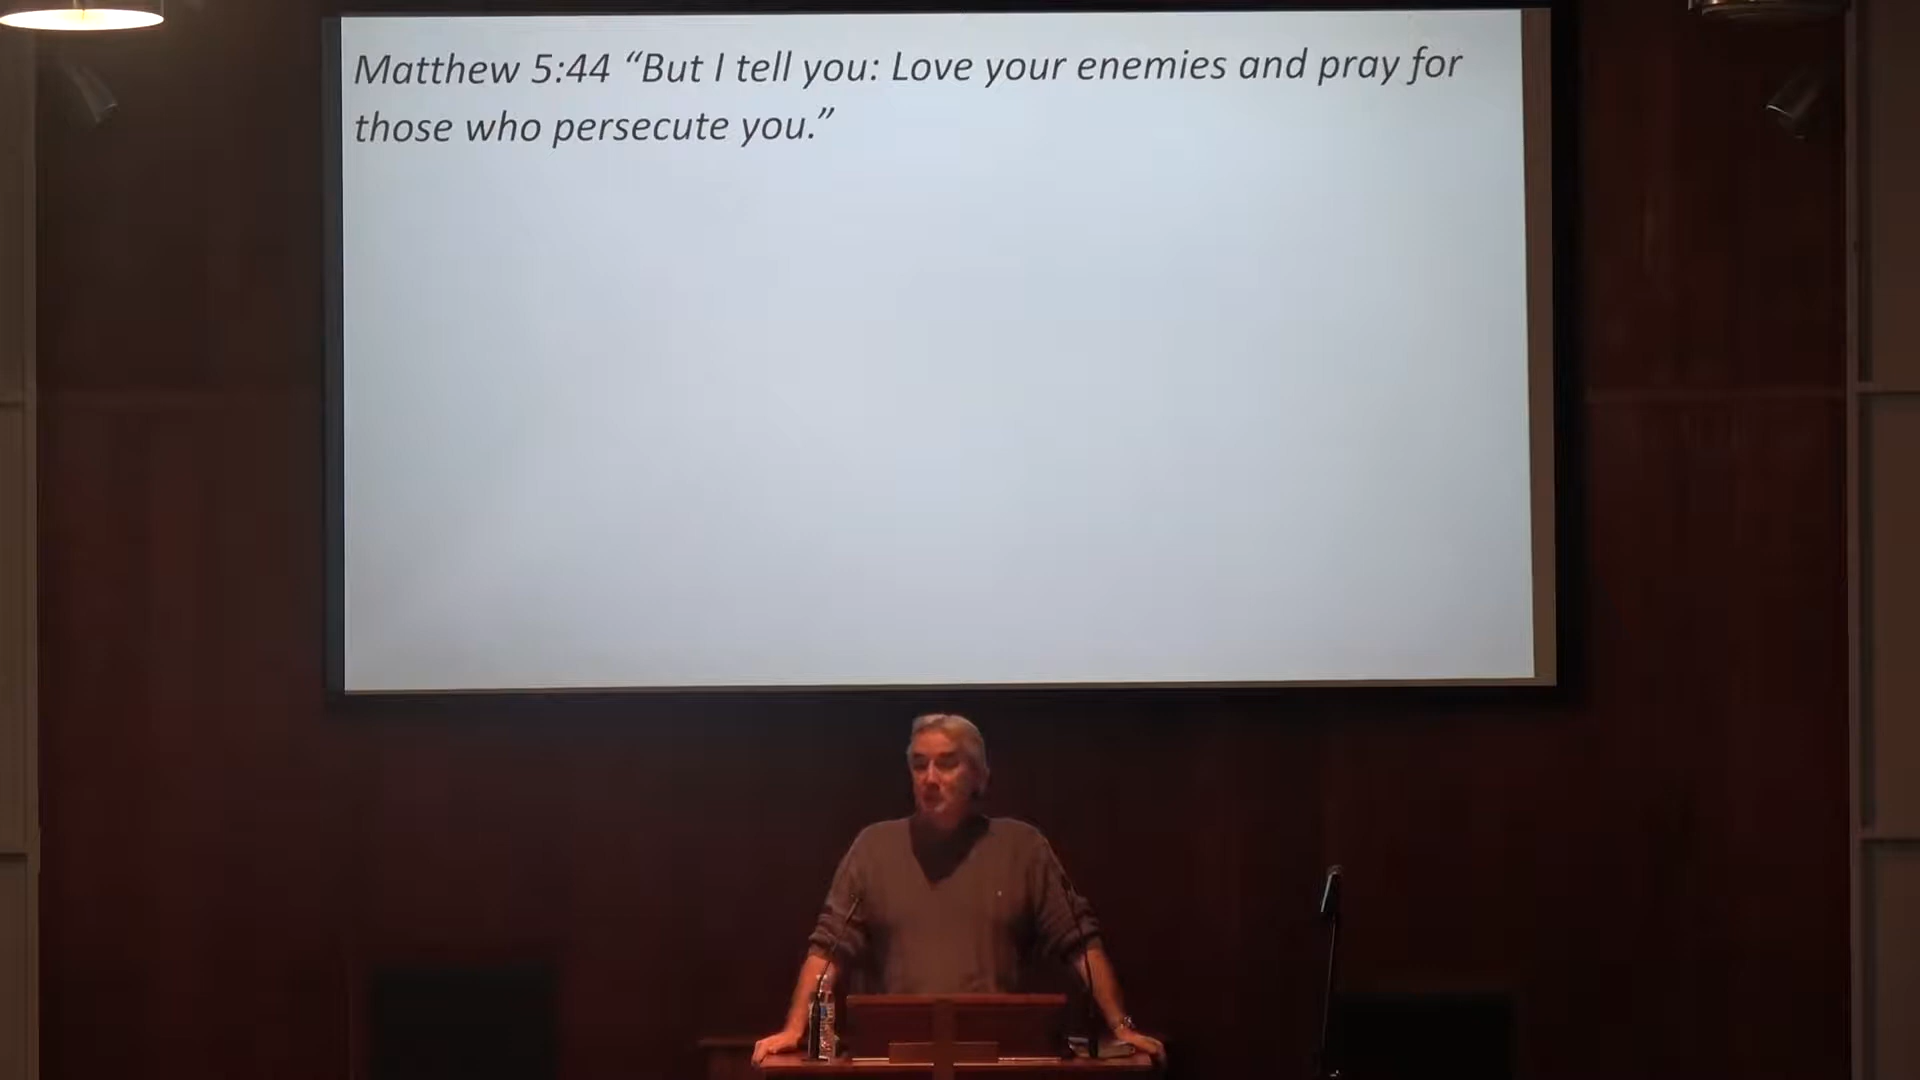 Matthew 5:44 “But I tell you: Love your enemies and pray for
those who persecute you.”